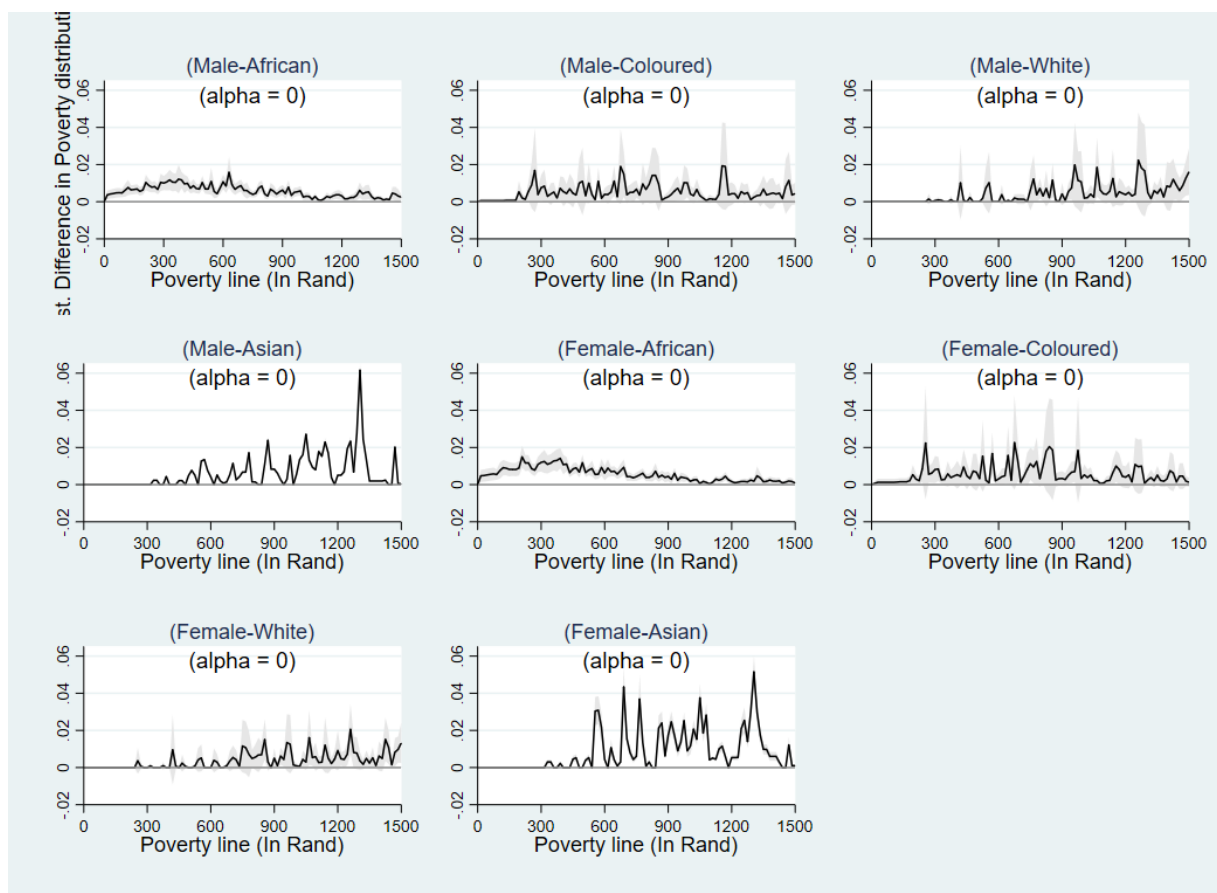 st. Difference in Poverty distributi
(Male-African)
(alpha = 0)
.06
.04
.02
0
-.02
0 300 600 900 1200 1500
Poverty line (In Rand)
(Male-Coloured)
(alpha = 0)
.06
.04
.02
0
-.02
0 300 600 900 1200 1500
Poverty line (In Rand)
(Male-White)
(alpha = 0)
.06
.04
.02
0
-.02
0 300 600 900 1200 1500
Poverty line (In Rand)
(Male-Asian)
(alpha = 0)
.06
.04
.02
0
-.02
0 300 600 900 1200 1500
Poverty line (In Rand)
(Female-African)
(alpha = 0)
.06
.04
.02
0
-.02
0 300 600 900 1200 1500
Poverty line (In Rand)
(Female-Coloured)
(alpha = 0)
.06
.04
.02
0
-.02
0 300 600 900 1200 1500
Poverty line (In Rand)
(Female-White)
(alpha = 0)
.06
.04
.02
0
-.02
0 300 600 900 1200 1500
Poverty line (In Rand)
(Female-Asian)
(alpha = 0)
.06
.04
.02
0
-.02
0 300 600 900 1200 1500
Poverty line (In Rand)